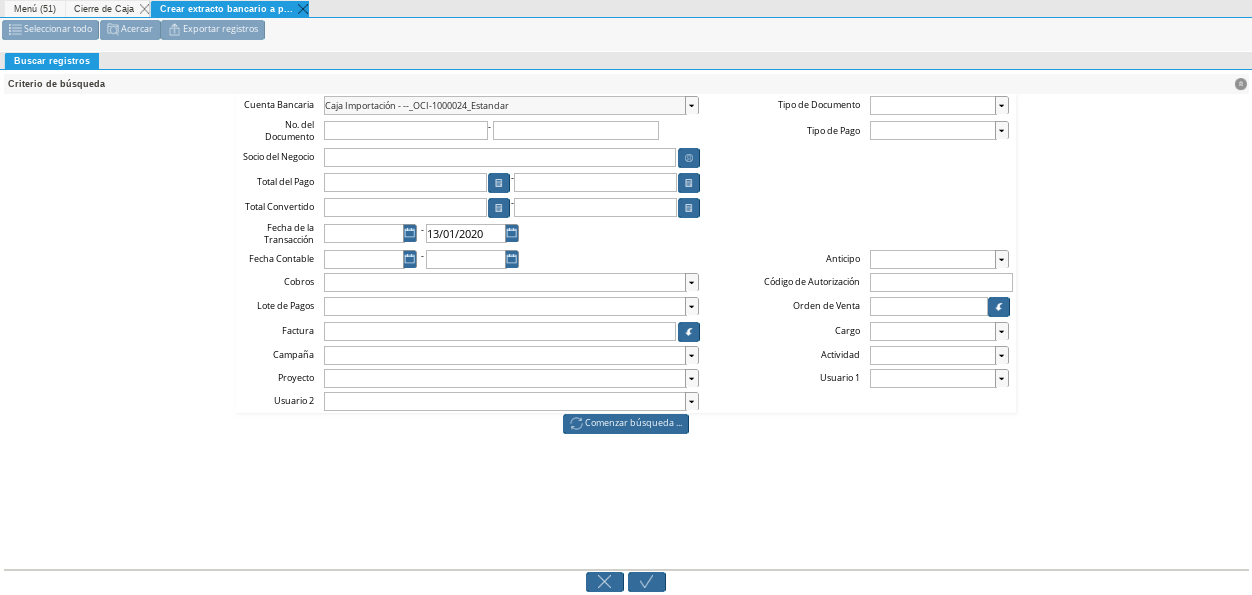 Menú (51) Cierre de Caja Crear extracto bancario a p...
Seleccionar todo Acercar Exportar registros
Buscar registros
Criterio de búsqueda
Cuenta Bancaria Caja Importación - --_OCI-1000024_Estandar Tipo de Documento
No. del
Documento - Tipo de Pago
Socio del Negocio
Total del Pago -
Total Convertido -
Fecha de la
Transacción - 13/01/2020
Fecha Contable - Anticipo
Cobros Código de Autorización
Lote de Pagos Orden de Venta
Factura Cargo
Campaña Actividad
Proyecto Usuario 1
Usuario 2
Comenzar búsqueda ...